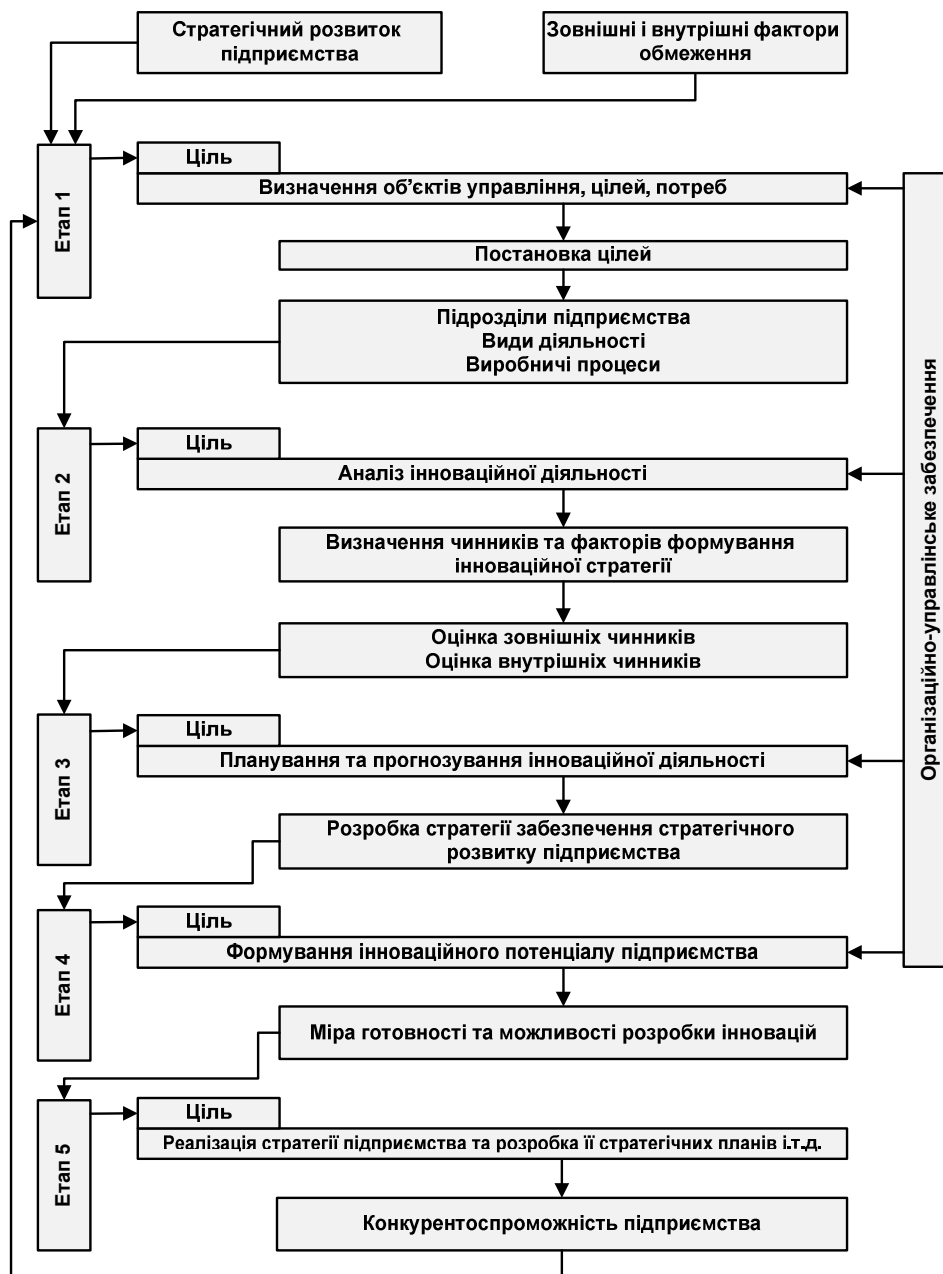 Стратегічний розвиток
підприємства
Зовнішні і внутрішні фактори
обмеження
Етап 1
Ціль
Визначення об’єктів управління, цілей, потреб
Постановка цілей
Підрозділи підприємства
Види діяльності
Виробничі процеси
Організаційно-управлінське забезпечення
Етап 2
Ціль
Аналіз інноваційної діяльності
Визначення чинників та факторів формування
інноваційної стратегії
Оцінка зовнішніх чинників
Оцінка внутрішніх чинників
Етап 3
Ціль
Планування та прогнозування інноваційної діяльності
Розробка стратегії забезпечення стратегічного
розвитку підприємства
Етап 4
Ціль
Формування інноваційного потенціалу підприємства
Міра готовності та можливості розробки інновацій
Етап 5
Ціль
Реалізація стратегії підприємства та розробка її стратегічних планів і.т.д.
Конкурентоспроможність підприємства